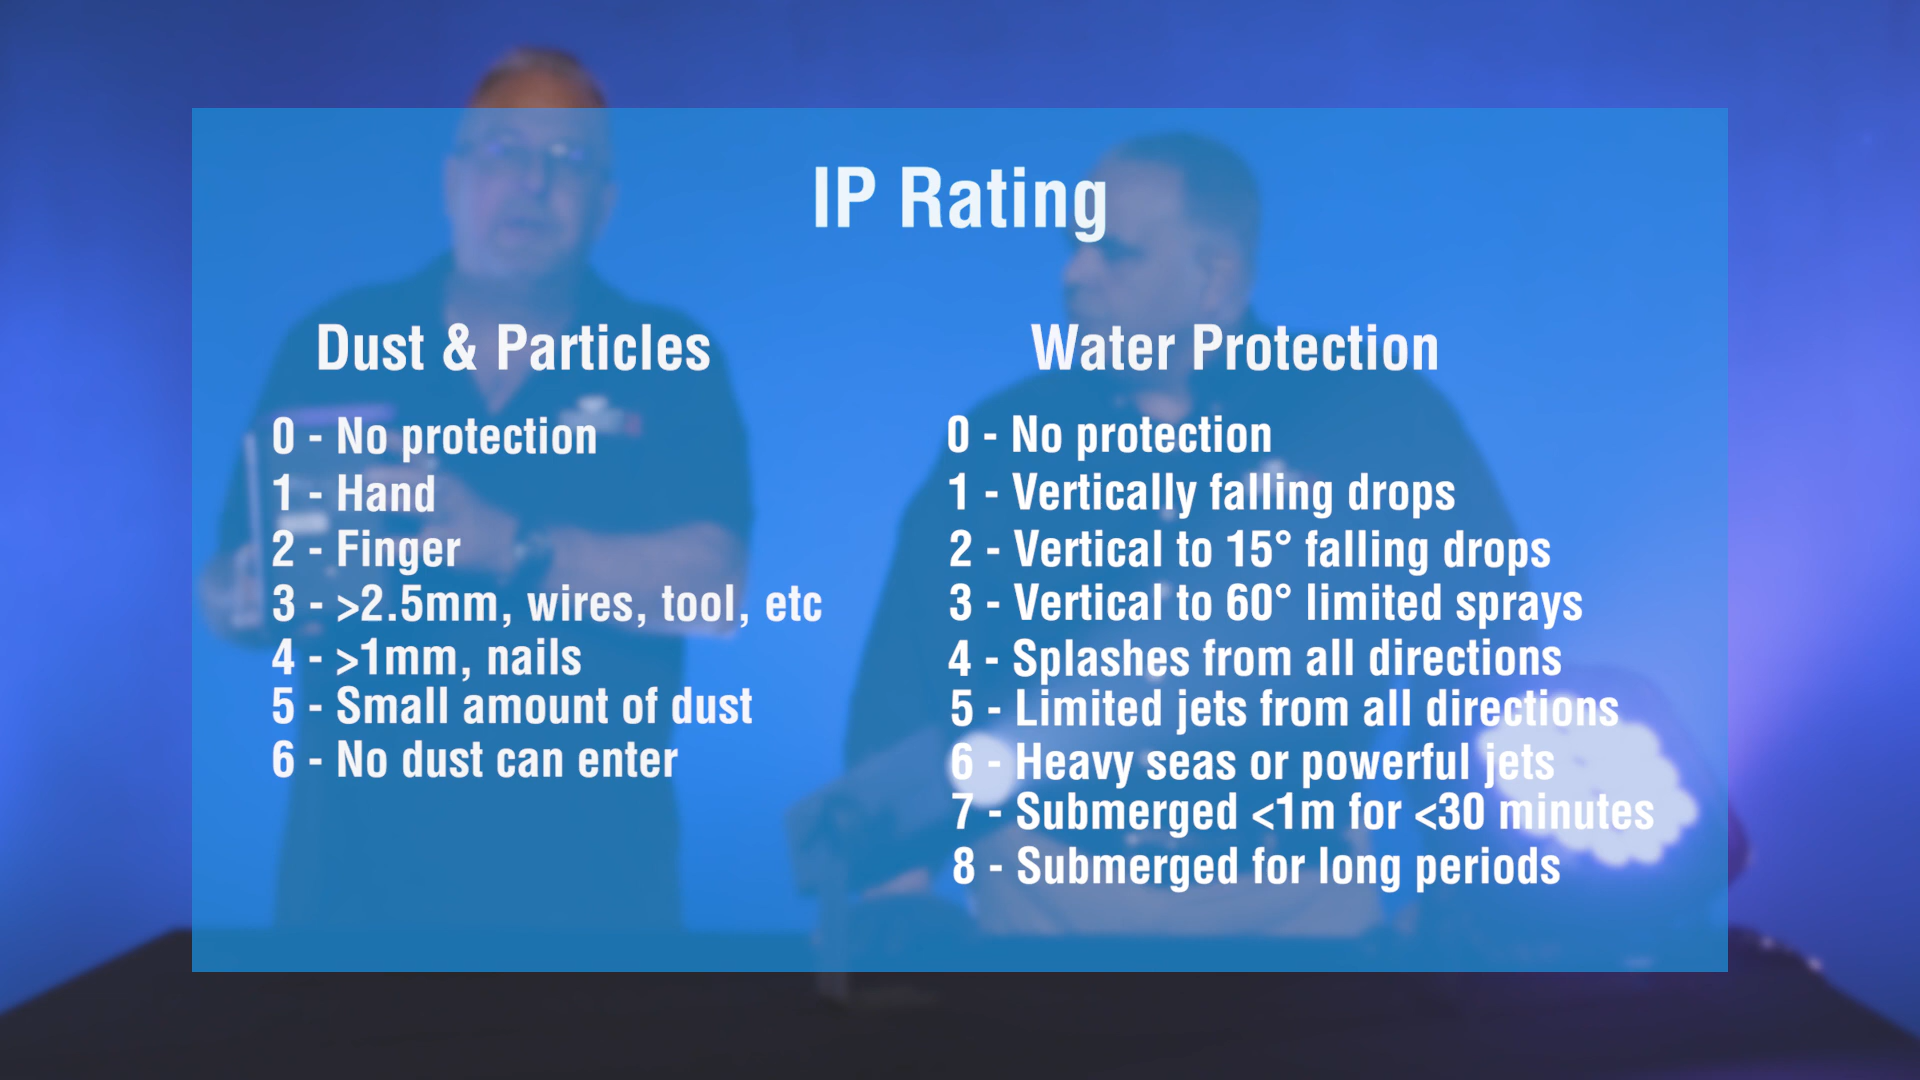 IP Rating
Dust & Particles
0 - No protection
1 - Hand
2 - Finger
3 - >2.5mm, wires, tool, etc
4 - >1mm, nails
5 - Small amount of dust
6 - No dust can enter
Water Protection
0 - No protection
1 - Vertically falling drops
2 - Vertical to 15° falling drops
3 - Vertical to 60° limited sprays
4 - Splashes from all directions
5 - Limited jets from all directions
6 - Heavy seas or powerful jets
7 - Submerged <1m for <30 minutes
8 - Submerged for long periods